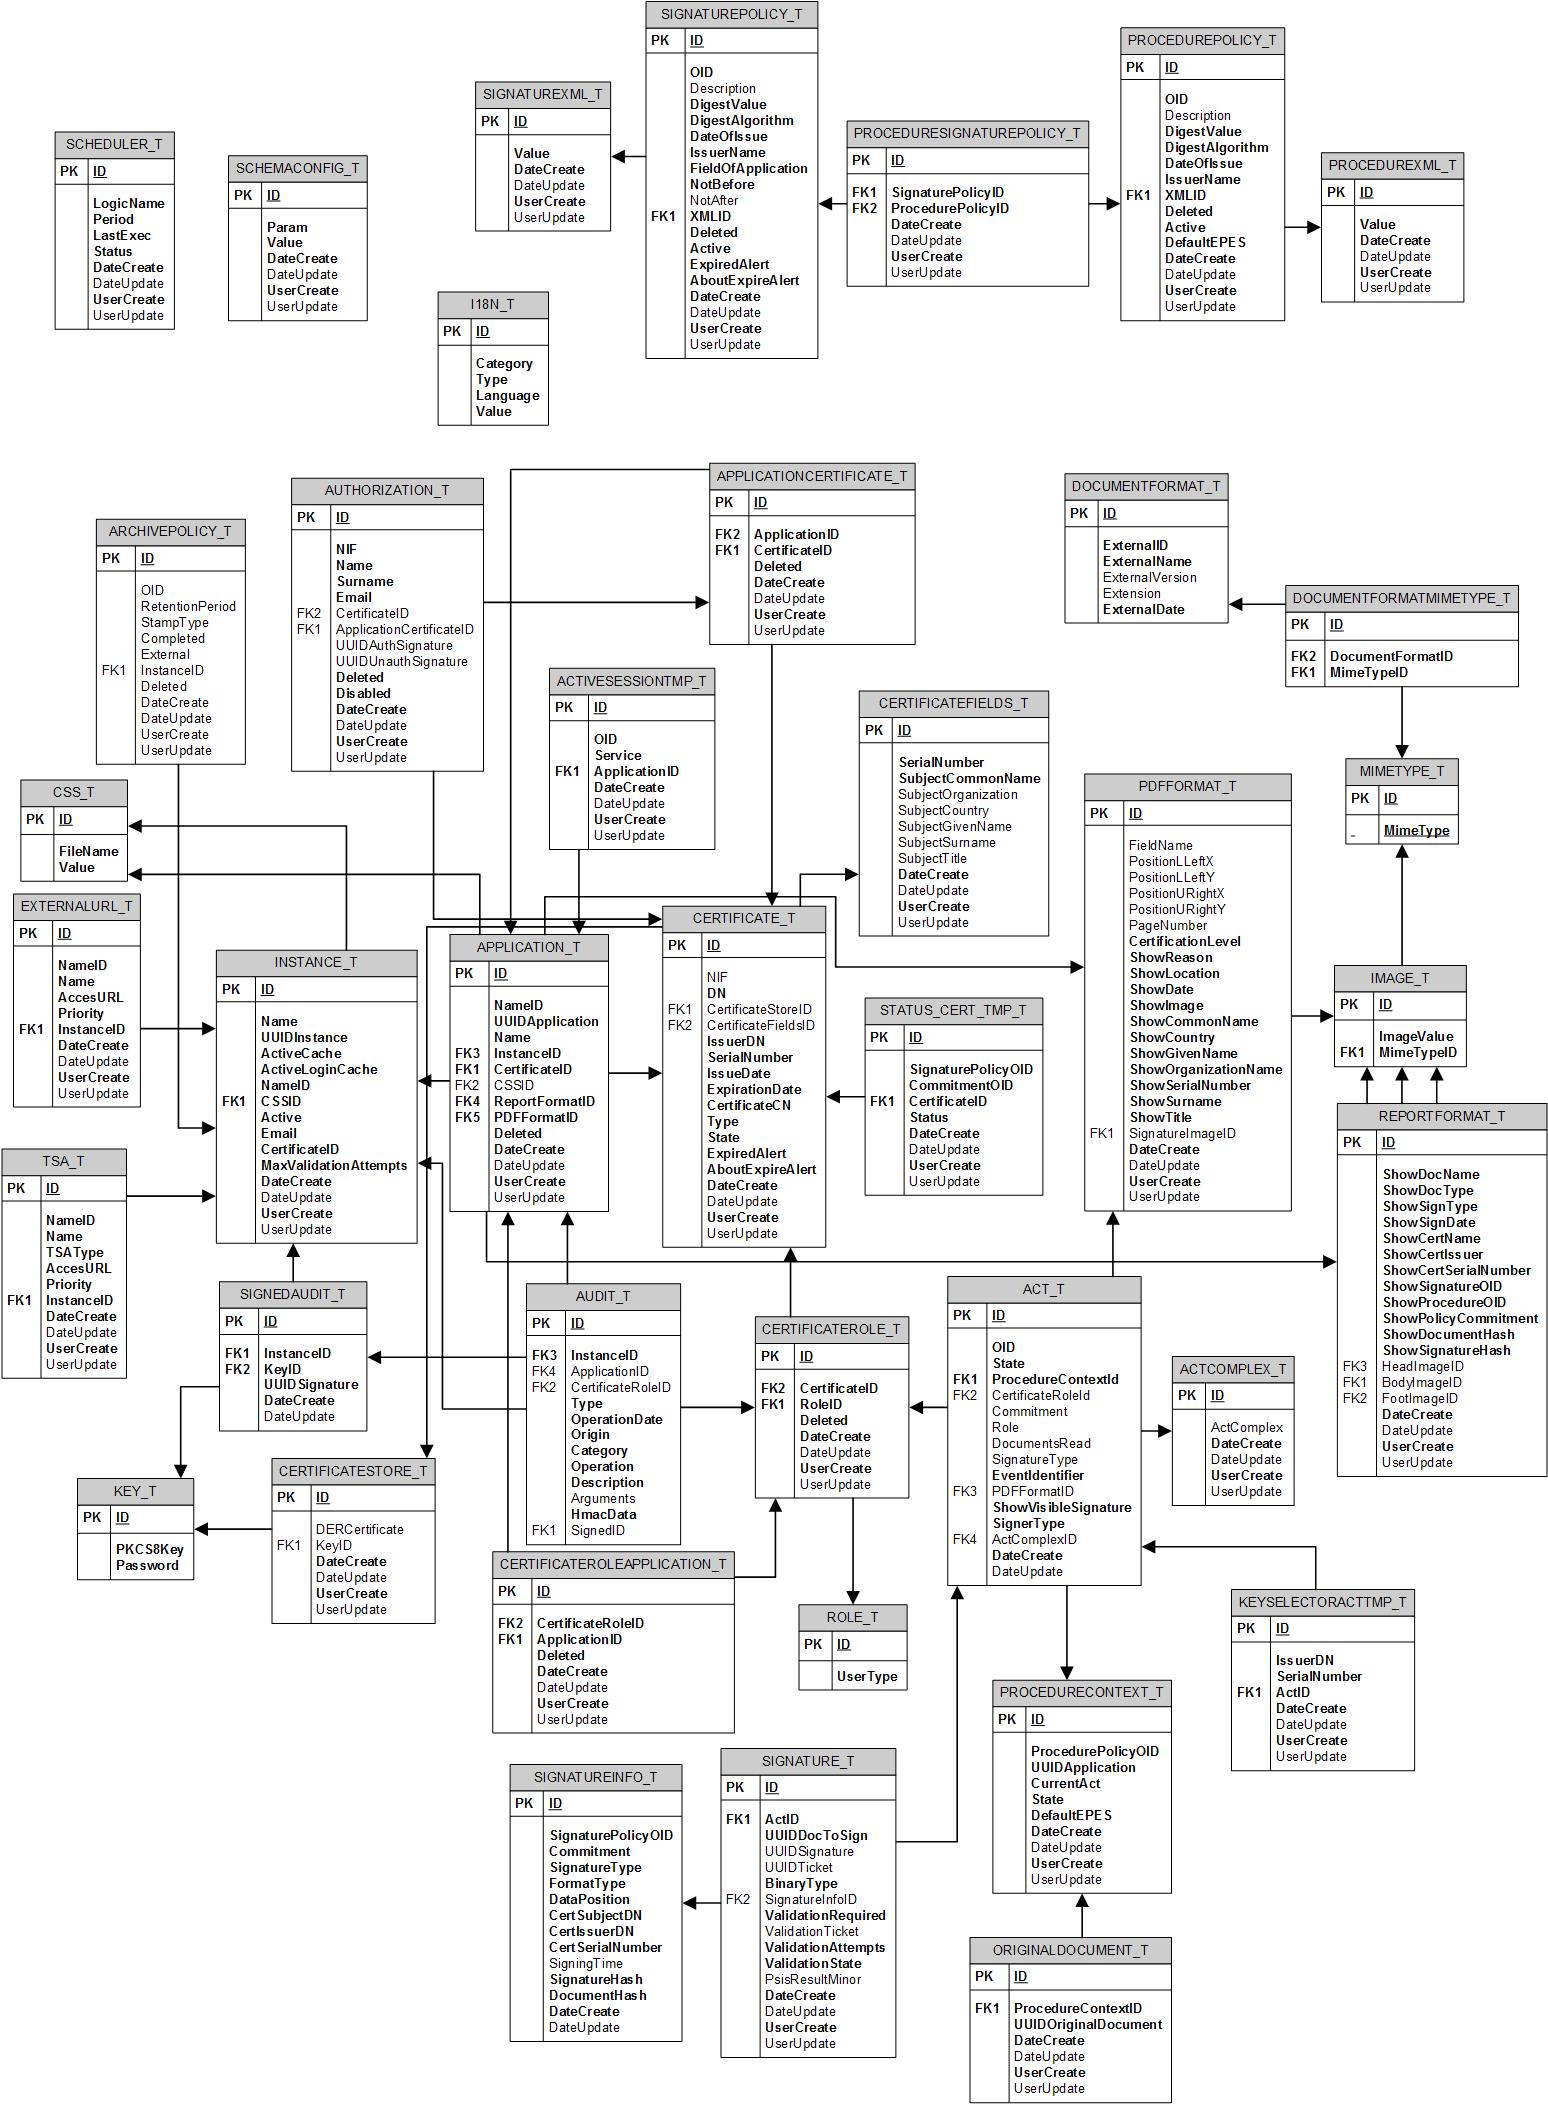 SIGNATUREPOLICY_T
PK ID
OID
Description
DigestValue
DigestAlgorithm
DateOfIssue
IssuerName
FieldOfApplication
NotBefore
NotAfter
FK1 XMLID
Deleted
Active
ExpiredAlert
AboutExpireAlert
DateCreate
DateUpdate
UserCreate
UserUpdate
PROCEDUREPOLICY_T
PK ID
OID
Description
DigestValue
DigestAlgorithm
DateOfIssue
IssuerName
FK1 XMLID
Deleted
Active
DefaultEPES
DateCreate
DateUpdate
UserCreate
UserUpdate
SIGNATUREXML_T
PK ID
Value
DateCreate
DateUpdate
UserCreate
UserUpdate
PROCEDURESIGNATUREPOLICY_T
PK ID
FK1 SignaturePolicyID
FK2 ProcedurePolicyID
DateCreate
DateUpdate
UserCreate
UserUpdate
SCHEDULER_T
PK ID
LogicName
Period
LastExec
Status
DateCreate
DateUpdate
UserCreate
UserUpdate
SCHEMACONFIG_T
PK ID
Param
Value
DateCreate
DateUpdate
UserCreate
UserUpdate
PROCEDUREXML_T
PK ID
Value
DateCreate
DateUpdate
UserCreate
UserUpdate
I18N_T
PK ID
Category
Type
Language
Value
APPLICATIONCERTIFICATE_T
PK ID
FK2 ApplicationID
FK1 CertificateID
Deleted
DateCreate
DateUpdate
UserCreate
UserUpdate
DOCUMENTFORMAT_T
PK ID
ExternalID
ExternalName
ExternalVersion
Extension
ExternalDate
AUTHORIZATION_T
PK ID
NIF
Name
Surname
Email
FK2 CertificateID
FK1 ApplicationCertificateID
UUIDAuthSignature
UUIDUnauthSignature
Deleted
Disabled
DateCreate
DateUpdate
UserCreate
UserUpdate
ARCHIVEPOLICY_T
PK ID
OID
RetentionPeriod
StampType
Completed
External
FK1 InstanceID
Deleted
DateCreate
DateUpdate
UserCreate
UserUpdate
DOCUMENTFORMATMIMETYPE_T
PK ID
FK2 DocumentFormatID
FK1 MimeTypeID
ACTIVESESSIONTMP_T
PK ID
OID
Service
FK1 ApplicationID
DateCreate
DateUpdate
UserCreate
UserUpdate
CERTIFICATEFIELDS_T
PK ID
SerialNumber
SubjectCommonName
SubjectOrganization
SubjectCountry
SubjectGivenName
SubjectSurname
SubjectTitle
DateCreate
DateUpdate
UserCreate
UserUpdate
MIMETYPE_T
PK ID
_ MimeType
CSS_T
PK ID
FileName
Value
PDFFORMAT_T
PK ID
FieldName
PositionLLeftX
PositionLLeftY
PositionURightX
PositionURightY
PageNumber
CertificationLevel
ShowReason
ShowLocation
ShowDate
ShowImage
ShowCommonName
ShowCountry
ShowGivenName
ShowOrganizationName
ShowSerialNumber
ShowSurname
ShowTitle
FK1 SignatureImageID
DateCreate
DateUpdate
UserCreate
UserUpdate
EXTERNALURL_T
PK ID
NameID
Name
AccesURL
Priority
FK1 InstanceID
DateCreate
DateUpdate
UserCreate
UserUpdate
INSTANCE_T
PK ID
Name
UUIDInstance
ActiveCache
ActiveLoginCache
NameID
FK1 CSSID
Active
Email
CertificateID
MaxValidationAttempts
DateCreate
DateUpdate
UserCreate
UserUpdate
APPLICATION_T
PK ID
NameID
UUIDApplication
Name
FK3 InstanceID
FK1 CertificateID
FK2 CSSID
FK4 ReportFormatID
FK5 PDFFormatID
Deleted
DateCreate
DateUpdate
UserCreate
UserUpdate
CERTIFICATE_T
PK ID
NIF
DN
FK1 CertificateStoreID
FK2 CertificateFieldsID
IssuerDN
SerialNumber
IssueDate
ExpirationDate
CertificateCN
Type
State
ExpiredAlert
AboutExpireAlert
DateCreate
DateUpdate
UserCreate
UserUpdate
STATUS_CERT_TMP_T
PK ID
SignaturePolicyOID
CommitmentOID
FK1 CertificateID
Status
DateCreate
DateUpdate
UserCreate
UserUpdate
IMAGE_T
PK ID
ImageValue
FK1 MimeTypeID
REPORTFORMAT_T
PK ID
ShowDocName
ShowDocType
ShowSignType
ShowSignDate
ShowCertName
ShowCertIssuer
ShowCertSerialNumber
ShowSignatureOID
ShowProcedureOID
ShowPolicyCommitment
ShowDocumentHash
ShowSignatureHash
FK3 HeadImageID
FK1 BodyImageID
FK2 FootImageID
DateCreate
DateUpdate
UserCreate
UserUpdate
TSA_T
PK ID
NameID
Name
TSAType
AccesURL
Priority
FK1 InstanceID
DateCreate
DateUpdate
UserCreate
UserUpdate
SIGNEDAUDIT_T
PK ID
FK1 InstanceID
FK2 KeyID
UUIDSignature
DateCreate
DateUpdate
AUDIT_T
PK ID
FK3 InstanceID
FK4 ApplicationID
FK2 CertificateRoleID
Type
OperationDate
Origin
Category
Operation
Description
Arguments
HmacData
FK1 SignedID
CERTIFICATEROLE_T
PK ID
FK2 CertificateID
FK1 RoleID
Deleted
DateCreate
DateUpdate
UserCreate
UserUpdate
ACT_T
PK ID
OID
State
FK1 ProcedureContextId
FK2 CertificateRoleId
Commitment
Role
DocumentsRead
SignatureType
EventIdentifier
FK3 PDFFormatID
ShowVisibleSignature
SignerType
FK4 ActComplexID
DateCreate
DateUpdate
ACTCOMPLEX_T
PK ID
ActComplex
DateCreate
DateUpdate
UserCreate
UserUpdate
KEY_T
PK ID
PKCS8Key
Password
CERTIFICATESTORE_T
PK ID
DERCertificate
FK1 KeyID
DateCreate
DateUpdate
UserCreate
UserUpdate
CERTIFICATEROLEAPPLICATION_T
PK ID
FK2 CertificateRoleID
FK1 ApplicationID
Deleted
DateCreate
DateUpdate
UserCreate
UserUpdate
ROLE_T
PK ID
UserType
KEYSELECTORACTTMP_T
PK ID
IssuerDN
SerialNumber
FK1 ActID
DateCreate
DateUpdate
UserCreate
UserUpdate
PROCEDURECONTEXT_T
PK ID
ProcedurePolicyOID
UUIDApplication
CurrentAct
State
DefaultEPES
DateCreate
DateUpdate
UserCreate
UserUpdate
SIGNATUREINFO_T
PK ID
SignaturePolicyOID
Commitment
SignatureType
FormatType
DataPosition
CertSubjectDN
CertIssuerDN
CertSerialNumber
SigningTime
SignatureHash
DocumentHash
DateCreate
DateUpdate
SIGNATURE_T
PK ID
FK1 ActID
UUIDDocToSign
UUIDSignature
UUIDTicket
BinaryType
FK2 SignatureInfoID
ValidationRequired
ValidationTicket
ValidationAttempts
ValidationState
PsisResultMinor
DateCreate
DateUpdate
UserCreate
UserUpdate
ORIGINALDOCUMENT_T
PK ID
FK1 ProcedureContextID
UUIDOriginalDocument
DateCreate
DateUpdate
UserCreate
UserUpdate